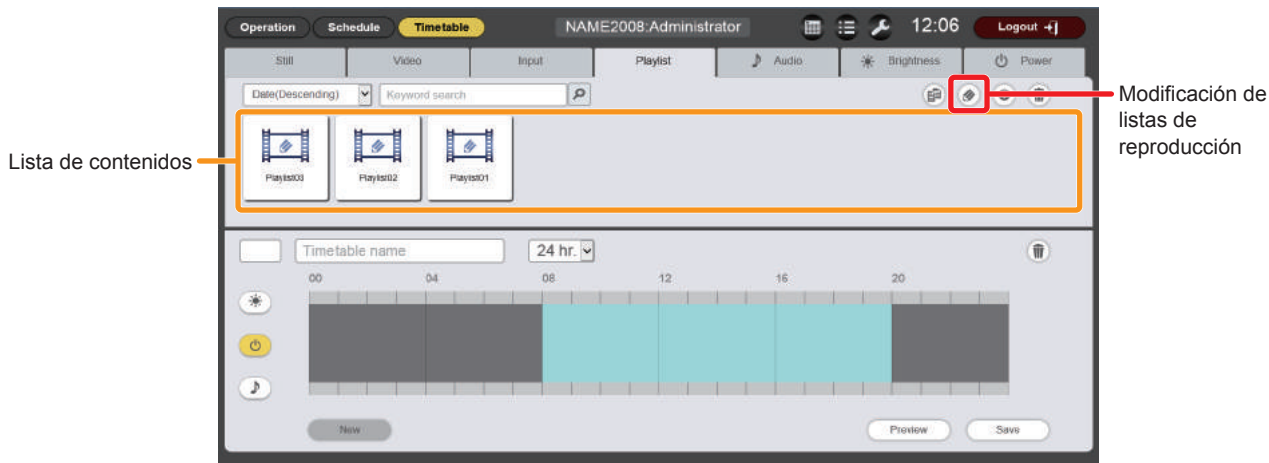 Operation Schedule Timetable NAME2008:Administrator 12:06 Logout
Still Video Input Playlist Audio Brightness Power
Date(Descending) Keyword search
Modificación de
listas de
reproducción
Lista de contenidos
Playlist03 Playlist02 Playlist01
Timetable name 24 hr.
00 04 08 12 16 20
New Preview Save